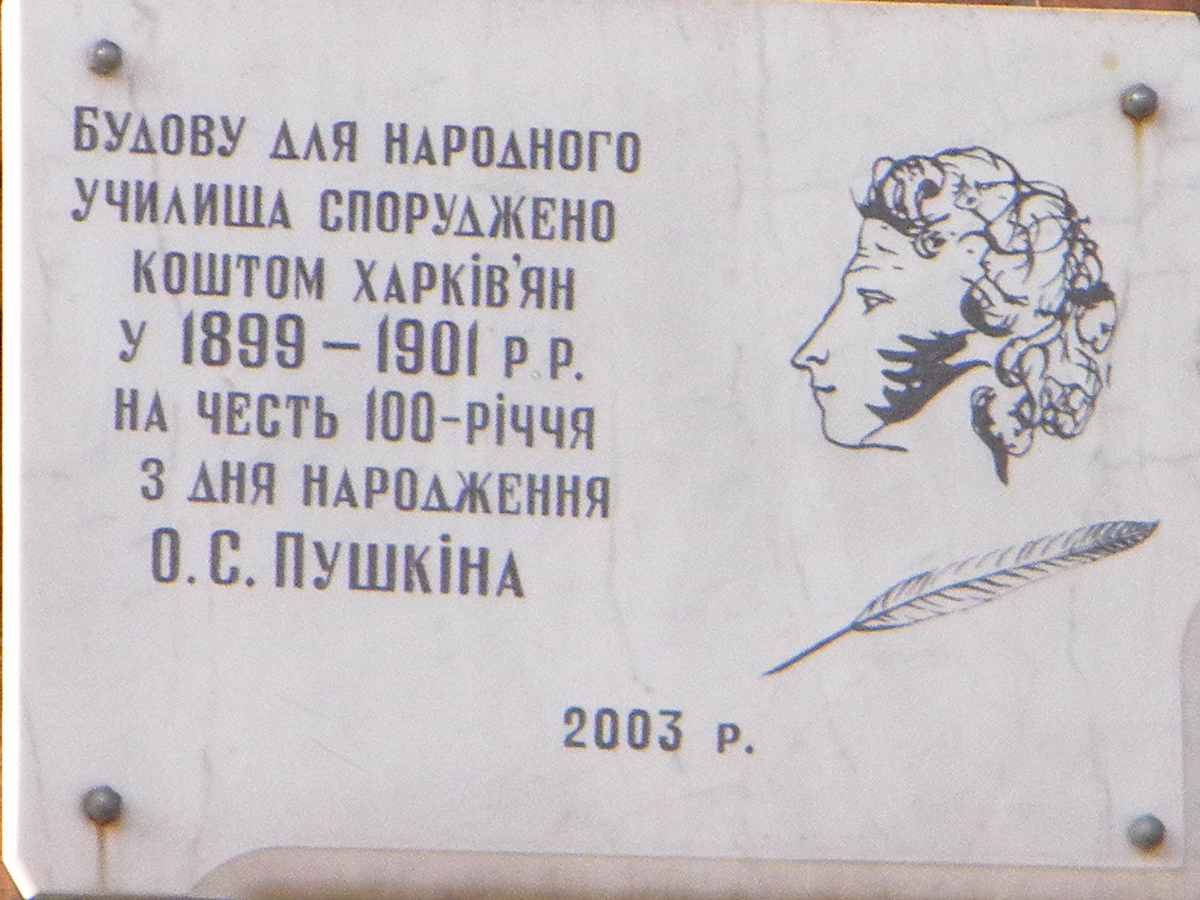 БУДОВУ ДЛЯ НАРОДНОГО
УЧИЛИЩА СПОРУДЖЕНО
КОШТОМ ХАРКІВ'ЯН
У 1899 – 1901 Р.Р.
НА ЧЕСТЬ 100-РІЧЧЯ
З ДНЯ НАРОДЖЕННЯ
О.С. ПУШКІНА
2003 р.